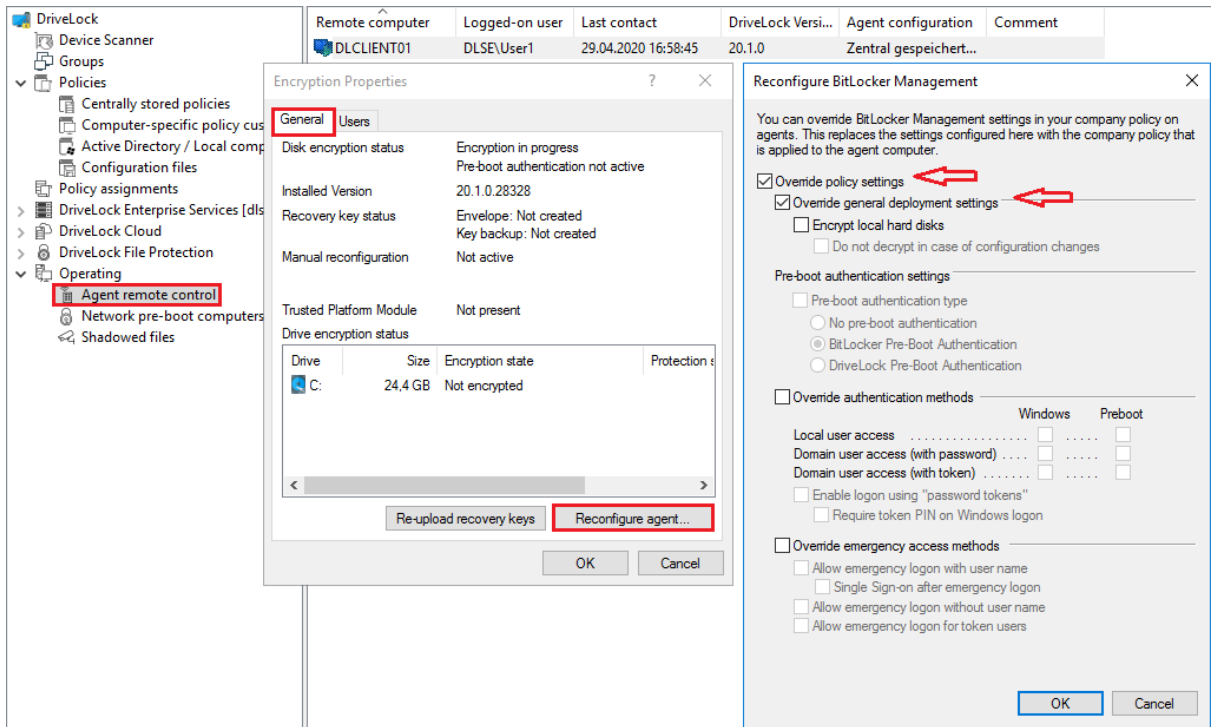 DriveLock
Device Scanner
Groups
Policies
Centrally stored policies
Computer-specific policy cus
Active Directory / Local comp
Configuration files
Policy assignments
DriveLock Enterprise Services [dls
DriveLock Cloud
DriveLock File Protection
Operating
Agent remote control
Network pre-boot computers
Shadowed files
Remote computer Logged-on user Last contact DriveLock Versi... Agent configuration Comment
DLCLIENT01 DLSE\User1 29.04.2020 16:58:45 20.1.0 Zentral gespeichert...
Encryption Properties ?
General Users
Disk encryption status Encryption in progress
Pre-boot authentication not active
Installed Version 20.1.0.28328
Recovery key status Envelope: Not created
Key backup: Not created
Manual reconfiguration Not active
Trusted Platform Module Not present
Drive encryption status
Drive Size Encryption state Protection s
C: 24,4 GB Not encrypted
Re-upload recovery keys Reconfigure agent...
OK Cancel
Reconfigure BitLocker Management
You can override BitLocker Management settings in your company policy on
agents. This replaces the settings configured here with the company policy that
is applied to the agent computer.
Override policy settings
Override general deployment settings
Encrypt local hard disks
Do not decrypt in case of configuration changes
Pre-boot authentication settings
Pre-boot authentication type
No pre-boot authentication
BitLocker Pre-Boot Authentication
DriveLock Pre-Boot Authentication
Override authentication methods
Windows Preboot
Local user access . . . . . . . . . . . . . . . . . . . . . . .
Domain user access (with password) . . . . . . . . .
Domain user access (with token) . . . . . . . . . . . .
Enable logon using "password tokens"
Require token PIN on Windows logon
Override emergency access methods
Allow emergency logon with user name
Single Sign-on after emergency logon
Allow emergency logon without user name
Allow emergency logon for token users
OK Cancel